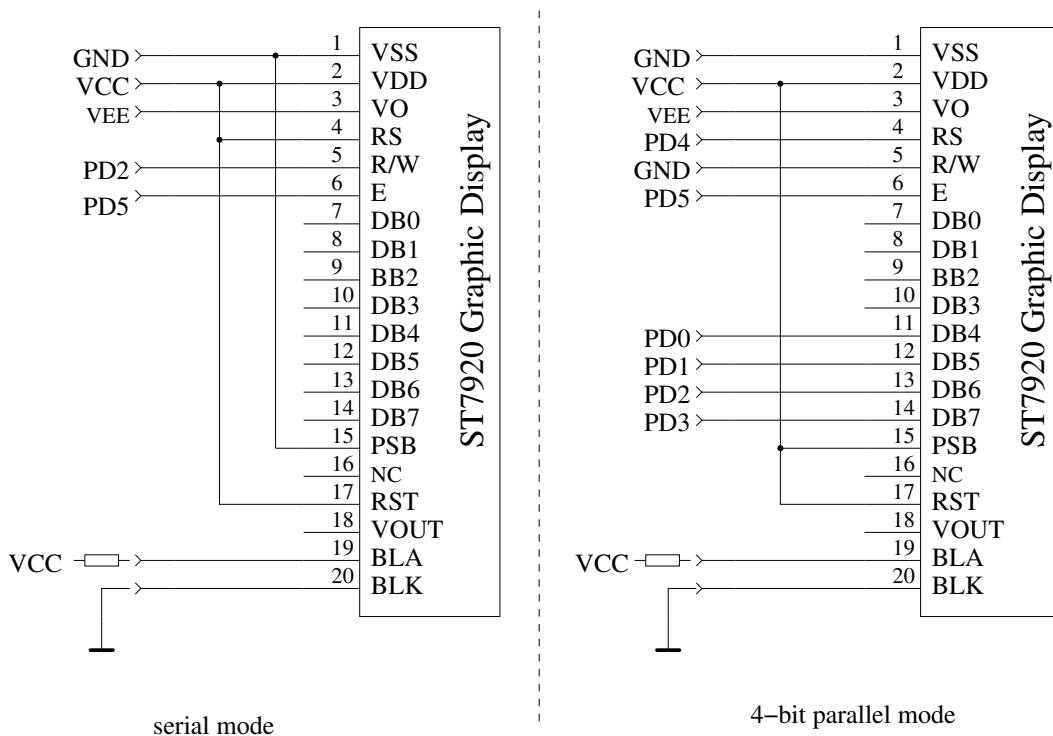 GND
VCC
VEE
PD2
PD5
VCC
1 VSS
2 VDD
3 VO
4 RS
5 R/W
6 E
7 DB0
8 DB1
9 BB2
10 DB3
11 DB4
12 DB5
13 DB6
14 DB7
15 PSB
16 NC
17 RST
18 VOUT
19 BLA
20 BLK
ST7920 Graphic Display
serial mode
GND
VCC
VEE
PD4
GND
PD5
PD0
PD1
PD2
PD3
VCC
1 VSS
2 VDD
3 VO
4 RS
5 R/W
6 E
7 DB0
8 DB1
9 BB2
10 DB3
11 DB4
12 DB5
13 DB6
14 DB7
15 PSB
16 NC
17 RST
18 VOUT
19 BLA
20 BLK
ST7920 Graphic Display
4−bit parallel mode